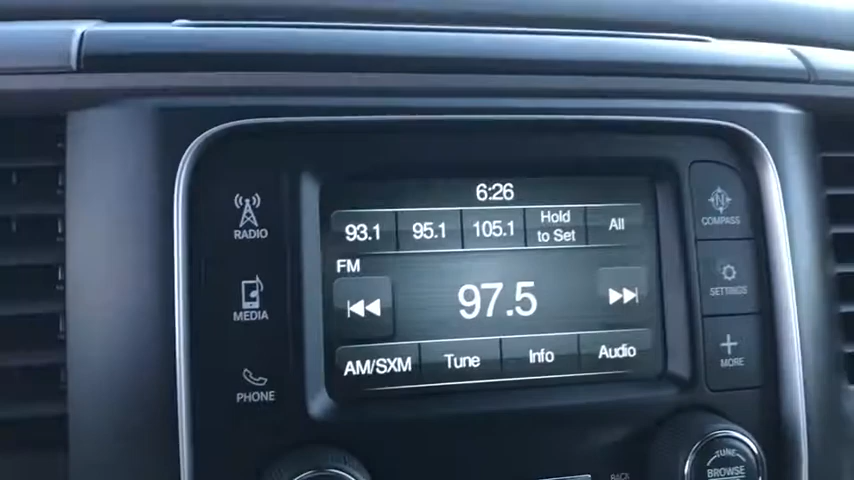 6:26
93.1 95.1 105.1 Hold to Set All
FM
97.5
AM/SXM Tune Info Audio
RADIO
MEDIA
PHONE
N
COMPASS
SETTINGS
MORE
TUNE
BROWSE
BACK